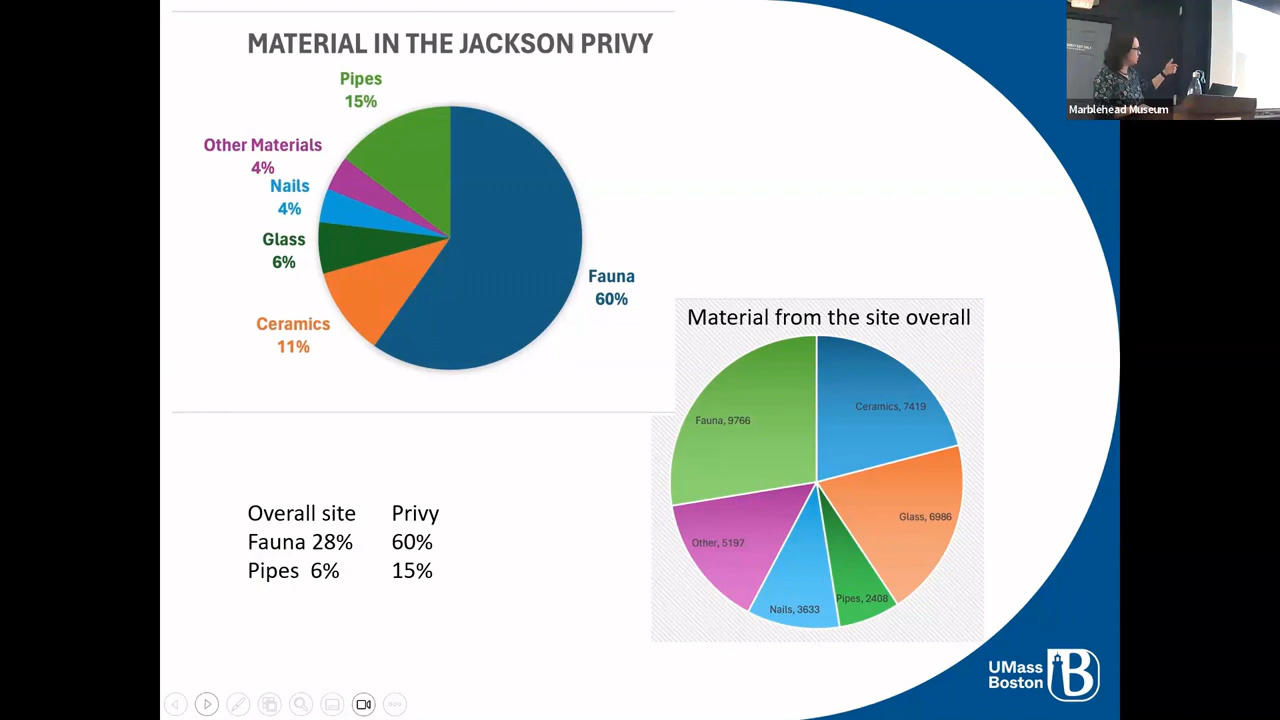 MATERIAL IN THE JACKSON PRIVY
Pipes
15%
Other Materials
4%
Nails
4%
Glass
6%
Ceramics
11%
Fauna
60%
Material from the site overall
Ceramics, 7419
Glass, 6986
Pipes, 2408
Nails, 3633
Other, 5197
Fauna, 9766
Overall site Privy
Fauna 28% 60%
Pipes 6% 15%
UMass
Boston
B
Marblehead Museum